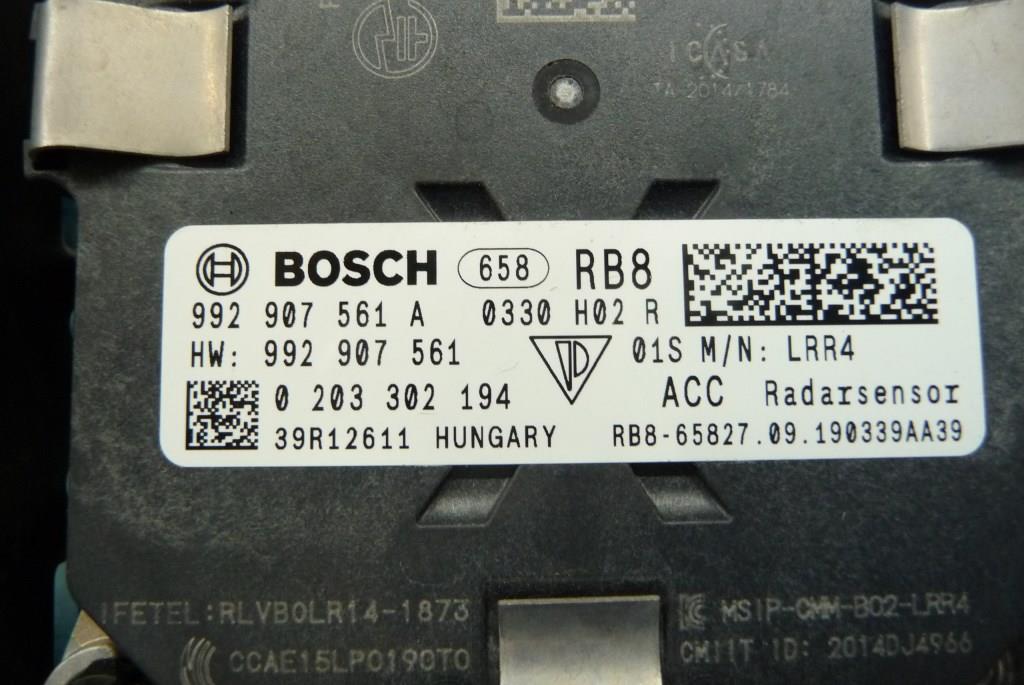 ICASA
TA-2014/1784
BOSCH 658 RB8
992 907 561 A 0330 H02 R
HW: 992 907 561 01S M/N: LRR4
0 203 302 194 ACC Radarsensor
39R12611 HUNGARY RB8-65827.09.190339AA39
IFETEL:RLVBOLR14-1873 MSIP-CMM-B02-LRR4
CCAE15LP0190T0 CMIIT ID: 2014DJ4966